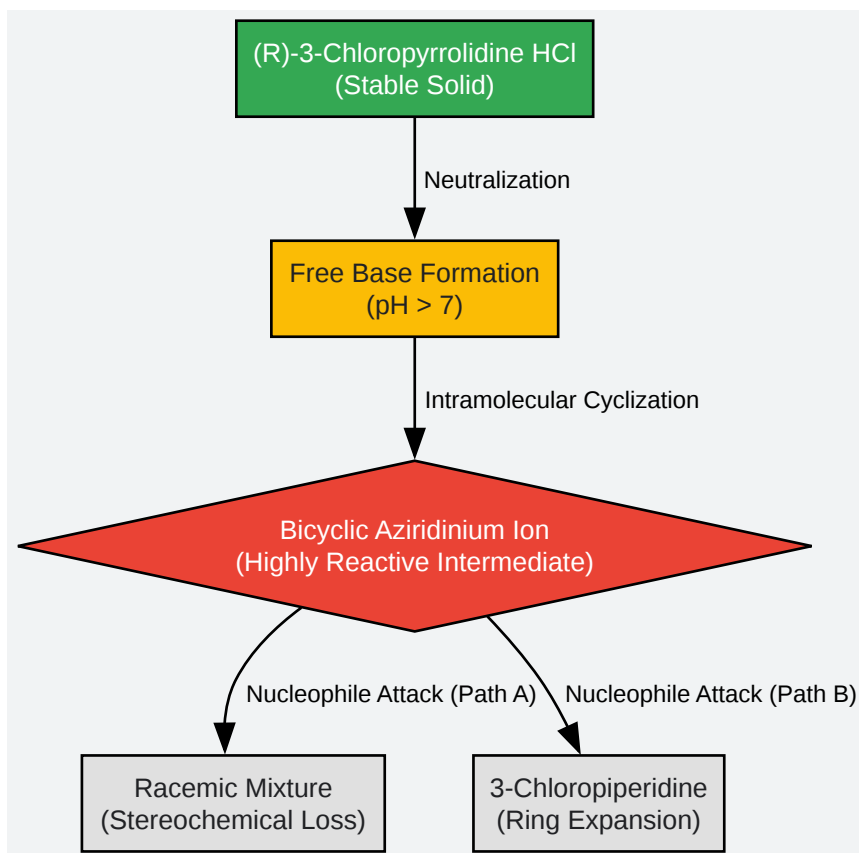 (R)-3-Chloropyrrolidine HCl
(Stable Solid)
Neutralization
Free Base Formation
(pH > 7)
Intramolecular Cyclization
Bicyclic Aziridinium Ion
(Highly Reactive Intermediate)
Nucleophile Attack (Path A)
Nucleophile Attack (Path B)
Racemic Mixture
(Stereochemical Loss)
3-Chloropiperidine
(Ring Expansion)